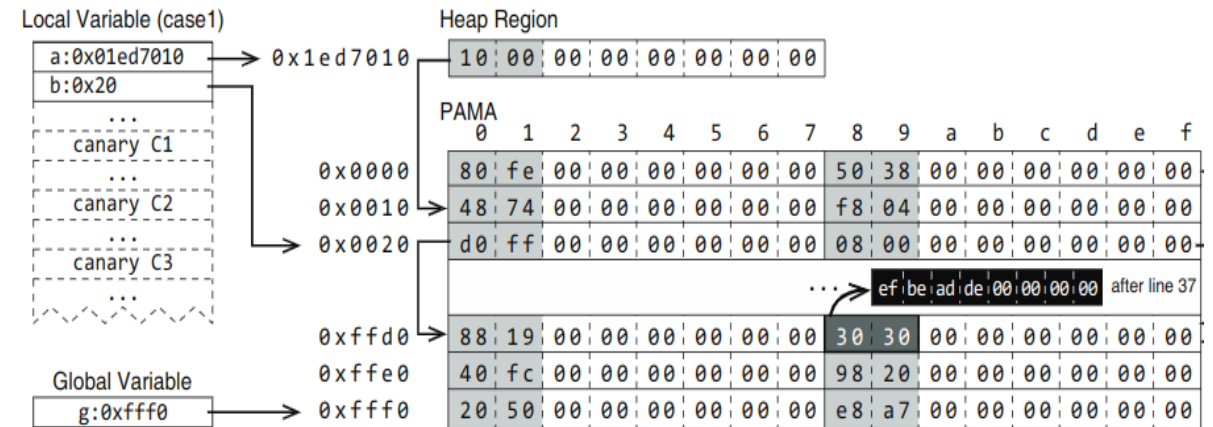 Local Variable (case1)
a:0x01ed7010
b:0x20
...
canary C1
...
canary C2
...
canary C3
...
Global Variable
g:0xfff0
Heap Region
0x1ed7010 10 00 00 00 00 00 00 00
PAMA
0 1 2 3 4 5 6 7 8 9 a b c d e f
0x0000 80 fe 00 00 00 00 00 00 50 38 00 00 00 00 00 00
0x0010 48 74 00 00 00 00 00 00 f8 04 00 00 00 00 00 00
0x0020 d0 ff 00 00 00 00 00 00 08 00 00 00 00 00 00 00
... ef be ad de 00 00 00 00 after line 37
0xffd0 88 19 00 00 00 00 00 00 30 30 00 00 00 00 00 00
0xffe0 40 fc 00 00 00 00 00 00 98 20 00 00 00 00 00 00
0xfff0 20 50 00 00 00 00 00 00 e8 a7 00 00 00 00 00 00